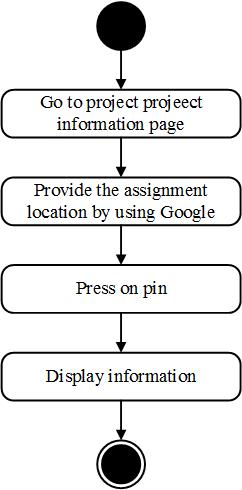 Go to project projeect
information page
Provide the assignment
location by using Google
Press on pin
Display information